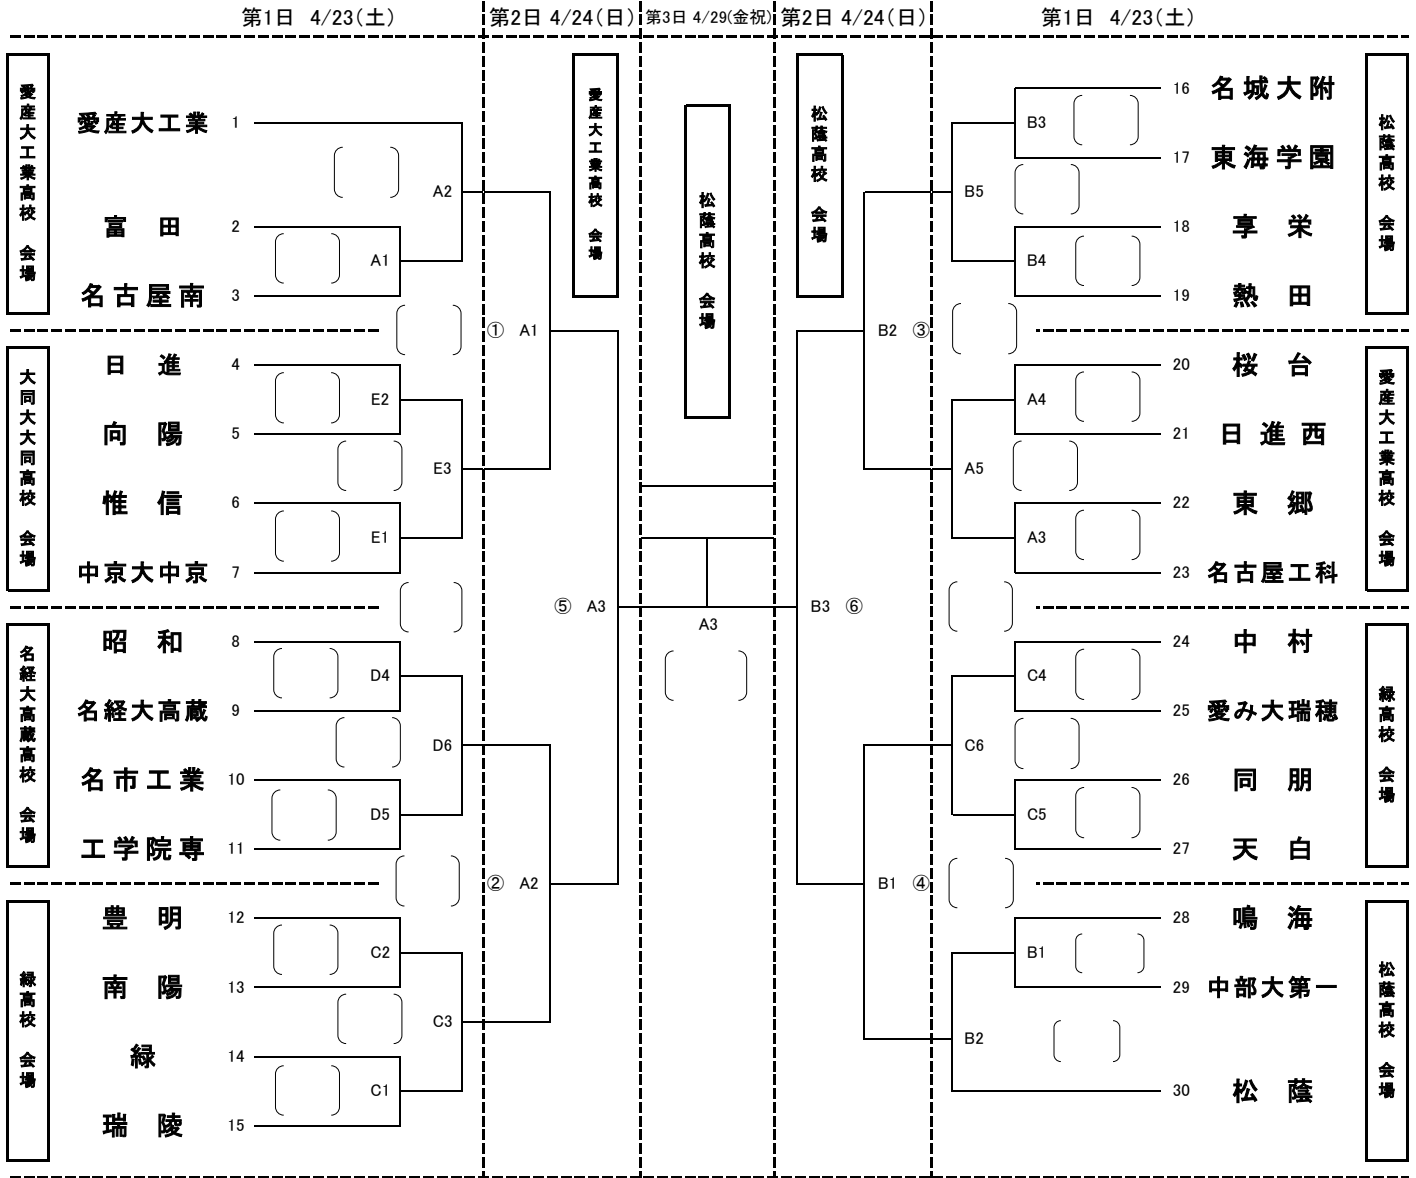 第1日 4/23(土)
第2日 4/24(日)
第3日 4/29(金祝)
第2日 4/24(日)
第1日 4/23(土)
愛産大工業高校 会場
愛産大工業 1
A2
富田 2
A1
名古屋南 3
① A1
大同大大同高校 会場
日進 4
E2
向陽 5
E3
惟信 6
E1
中京大中京 7
⑤ A3
名経大高蔵高校 会場
昭和 8
D4
名経大高蔵 9
D6
名市工業 10
D5
工学院専 11
② A2
緑高校 会場
豊明 12
C2
南陽 13
C3
緑 14
C1
瑞陵 15
愛産大工業高校 会場
松蔭高校 会場
A3
松蔭高校 会場
16 名城大附
B3
17 東海学園
B5
18 享栄
B4
19 熱田
松蔭高校 会場
B2 ③
20 桜台
A4
21 日進西
A5
22 東郷
A3
23 名古屋工科
愛産大工業高校 会場
B3 ⑥
24 中村
C4
25 愛み大瑞穂
C6
26 同朋
C5
27 天白
緑高校 会場
B1 ④
28 鳴海
B1
29 中部大第一
B2
30 松蔭
松蔭高校 会場